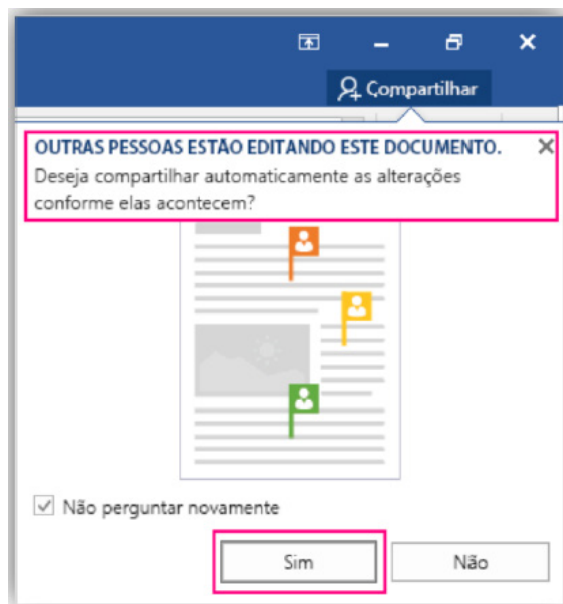 Compartilhar
OUTRAS PESSOAS ESTÃO EDITANDO ESTE DOCUMENTO.
Deseja compartilhar automaticamente as alterações
conforme elas acontecem?
Não perguntar novamente
Sim
Não